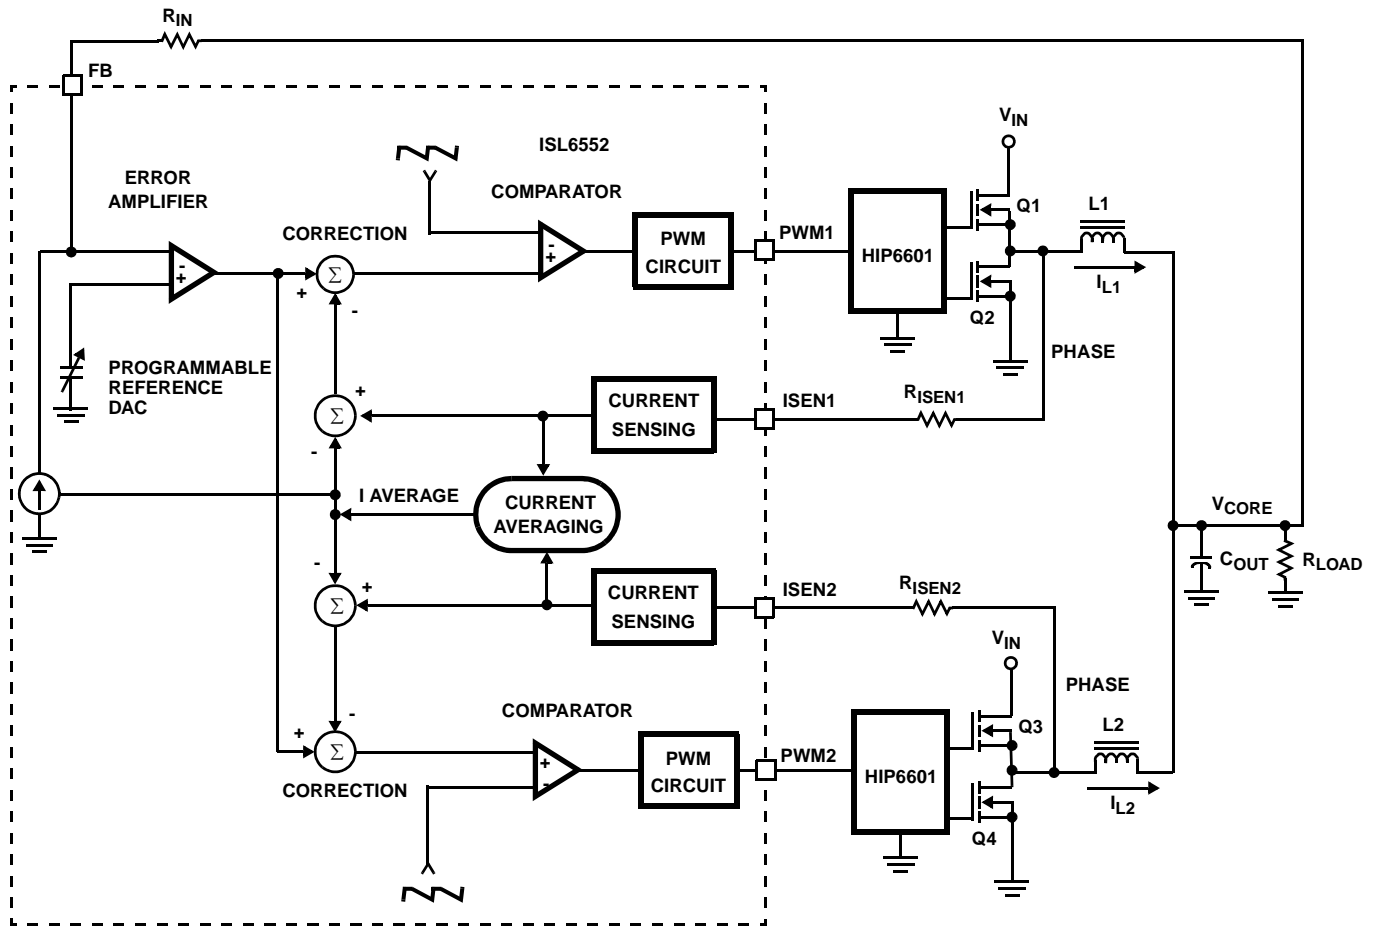 RIN
FB
ISL6552
ERROR
AMPLIFIER
-
+
CORRECTION
+
Σ
-
COMPARATOR
-
+
PWM
CIRCUIT
PWM1
HIP6601
VIN
Q1
Q2
L1
IL1
PHASE
PROGRAMMABLE
REFERENCE
DAC
+
Σ
-
CURRENT
SENSING
ISEN1
RISEN1
I AVERAGE
CURRENT
AVERAGING
VCORE
COUT
RLOAD
-
+
Σ
CURRENT
SENSING
ISEN2
RISEN2
VIN
PHASE
-
+
Σ
CORRECTION
COMPARATOR
+
-
PWM
CIRCUIT
PWM2
HIP6601
Q3
Q4
L2
IL2